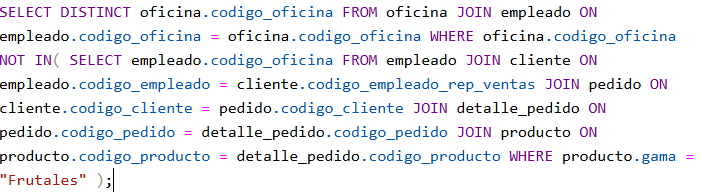 SELECT DISTINCT oficina.codigo_oficina FROM oficina JOIN empleado ON
empleado.codigo_oficina = oficina.codigo_oficina WHERE oficina.codigo_oficina
NOT IN( SELECT empleado.codigo_oficina FROM empleado JOIN cliente ON
empleado.codigo_empleado = cliente.codigo_empleado_rep_ventas JOIN pedido ON
cliente.codigo_cliente = pedido.codigo_cliente JOIN detalle_pedido ON
pedido.codigo_pedido = detalle_pedido.codigo_pedido JOIN producto ON
producto.codigo_producto = detalle_pedido.codigo_producto WHERE producto.gama =
"Frutales" );